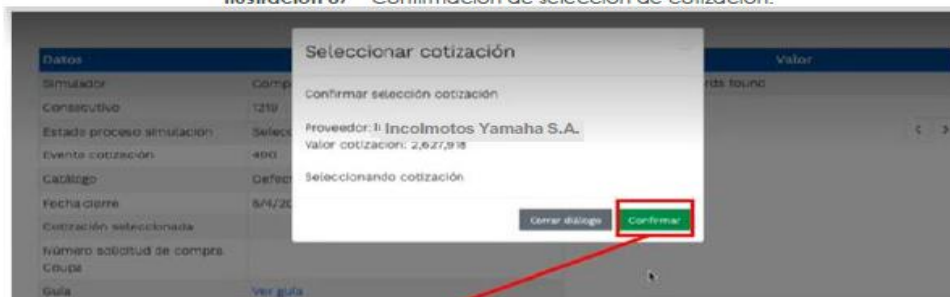 Confirmación de selección de cotización.
Seleccionar cotización
Datos
Valor
Simulador
Confirmar selección cotización
Consecutivo
1219
Estado proceso simulación
Proveedor: Incolmotos Yamaha S.A.
Valor cotización: 2,627,918
Evento cotización
Catálogo
Seleccionando cotización
Fecha cierre
Cotización seleccionada
Cerrar diálogo
Confirmar
Número solicitud de compra
Coupa
Guía
Ver guía